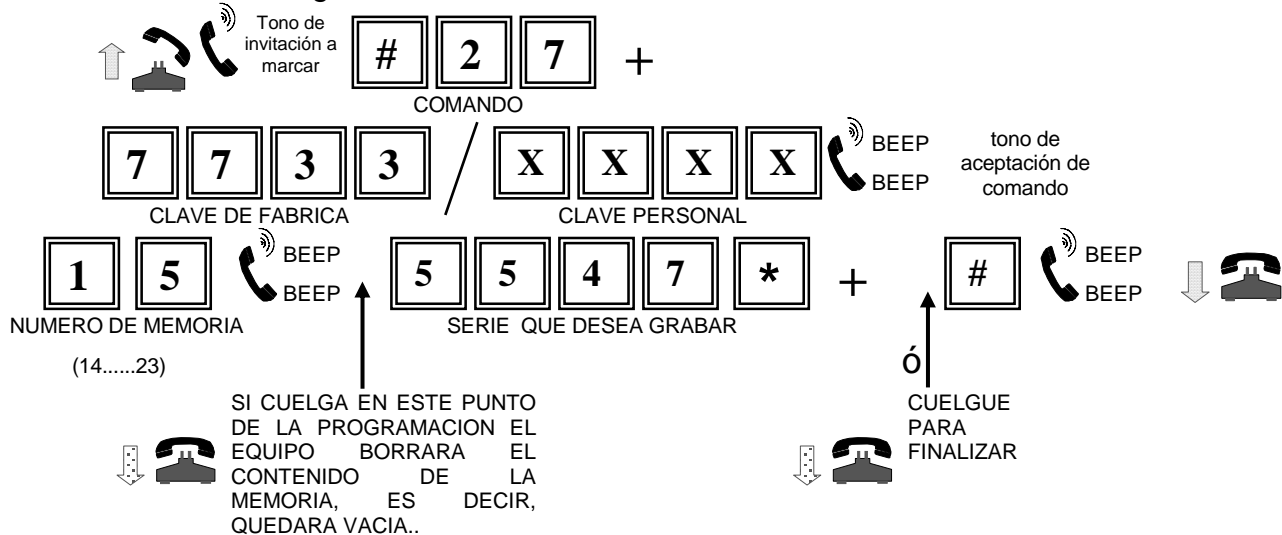 Tono de
invitación a
marcar
# 2 7 +
COMANDO
7 7 3 3 / X X X X BEEP
BEEP
tono de
aceptación de
comando
CLAVE DE FABRICA
CLAVE PERSONAL
1 5 BEEP
BEEP
5 5 4 7 * + # BEEP
BEEP
NUMERO DE MEMORIA
SERIE QUE DESEA GRABAR
(14......23)
ó
SI CUELGA EN ESTE PUNTO
DE LA PROGRAMACION EL
EQUIPO BORRARA EL
CONTENIDO DE LA
MEMORIA, ES DECIR,
QUEDARA VACIA..
CUELGUE
PARA
FINALIZAR